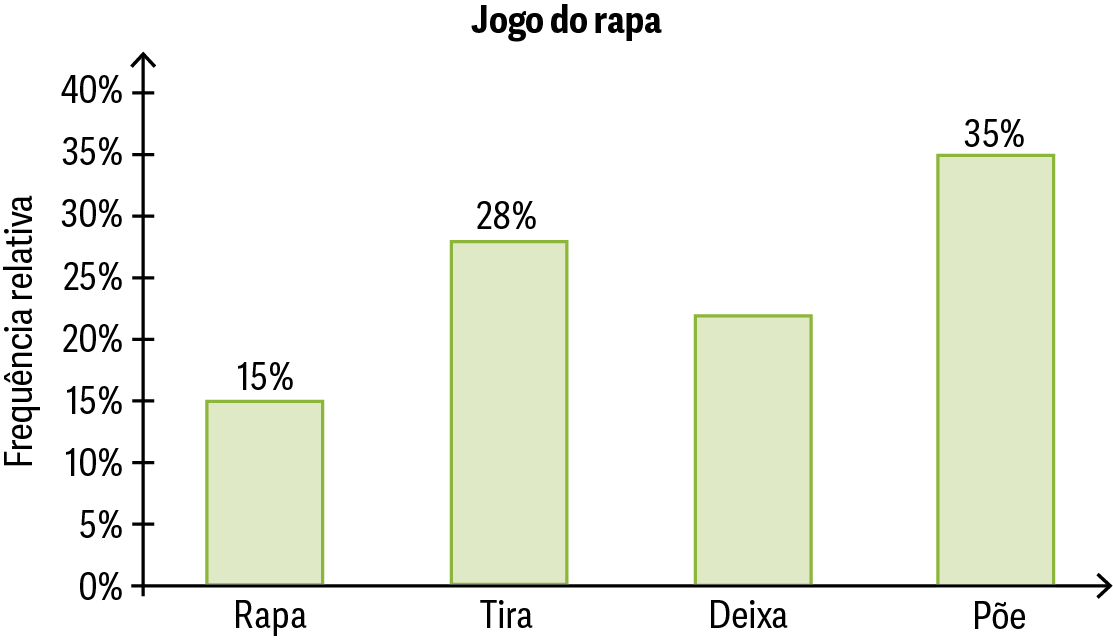 Jogo do rapa
Frequência relativa
40%
35%
30%
25%
20%
15%
10%
5%
0%
15%
28%
35%
Rapa
Tira
Deixa
Põe